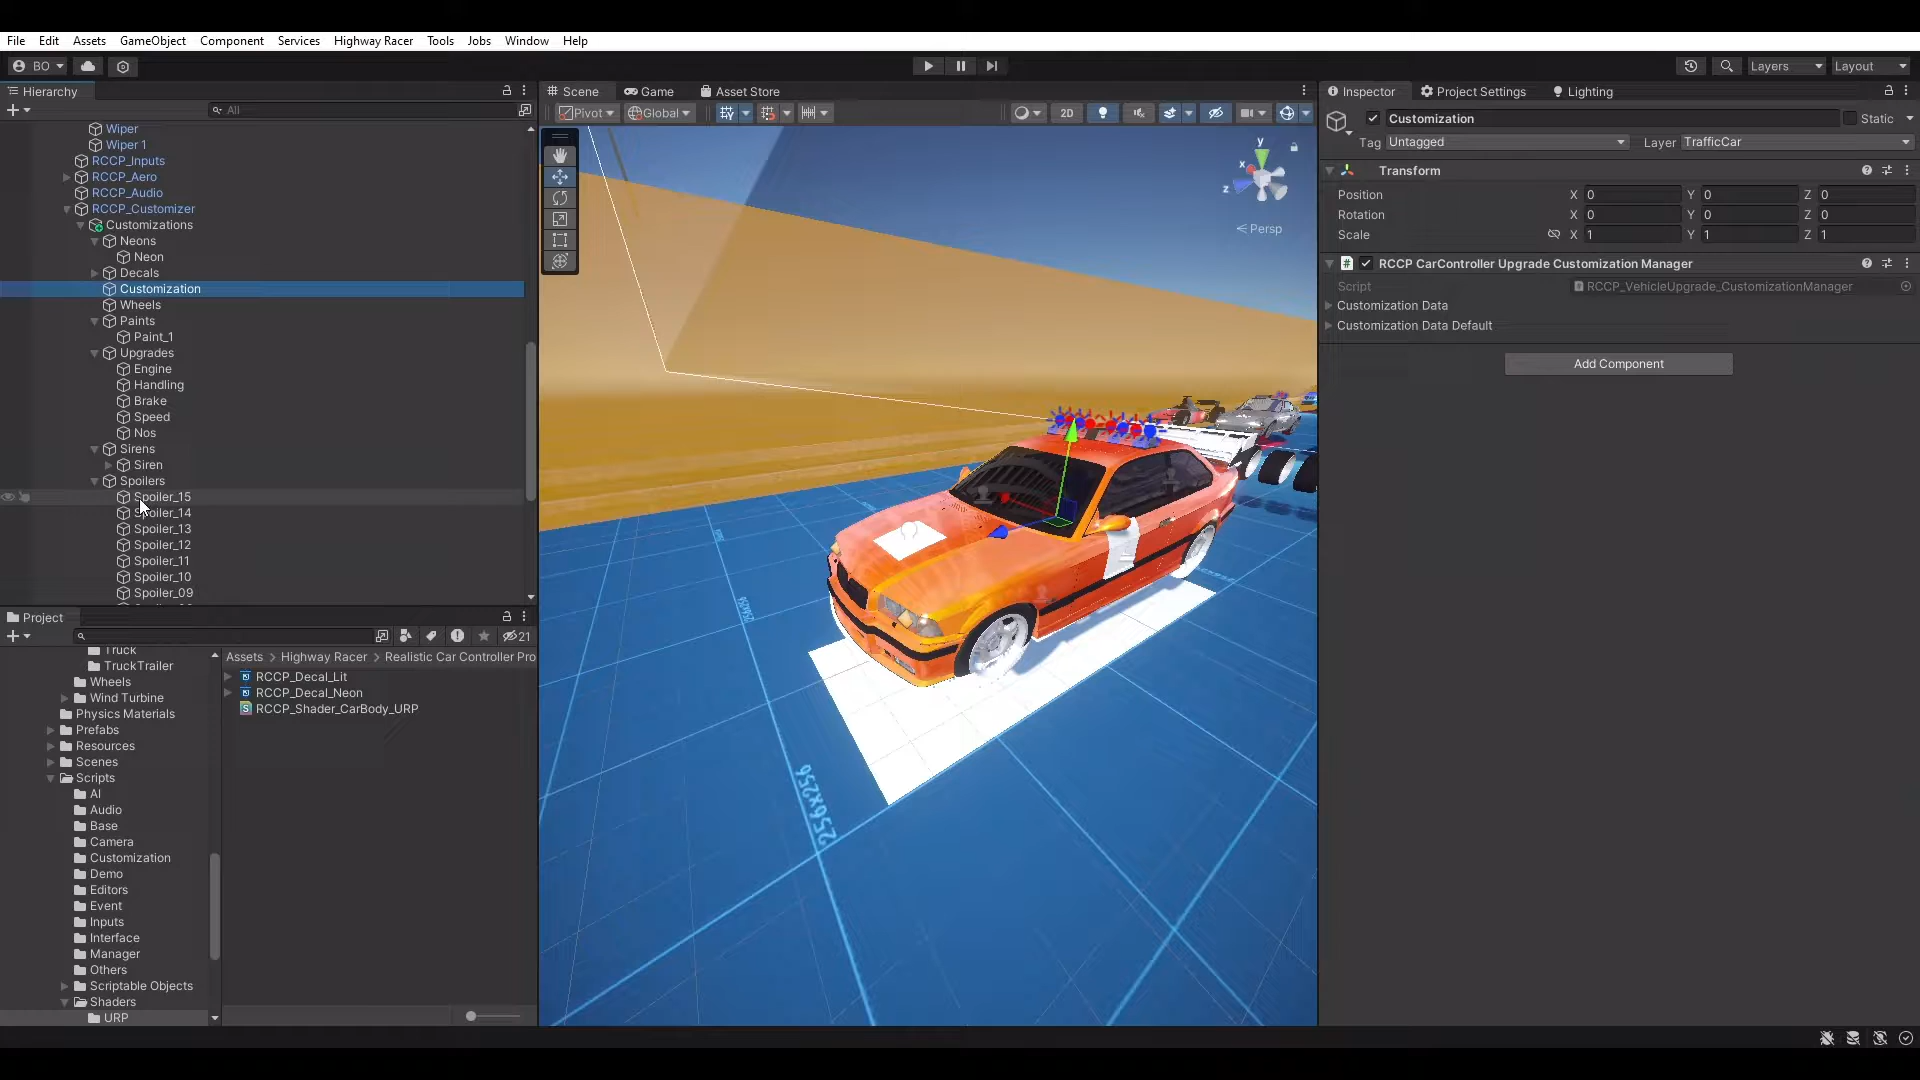 File Edit Assets GameObject Component Services Highway Racer Tools Jobs Window Help
BO
Layers
Layout
Hierarchy
All
Wiper
Wiper 1
RCCP_Inputs
RCCP_Aero
RCCP_Audio
RCCP_Customizer
Customizations
Neons
Neon
Decals
Customization
Wheels
Paints
Paint_1
Upgrades
Engine
Handling
Brake
Speed
Nos
Sirens
Siren
Spoilers
Spoiler_15
Spoiler_14
Spoiler_13
Spoiler_12
Spoiler_11
Spoiler_10
Spoiler_09
Scene
Game
Asset Store
Pivot
Global
2D
y
x
z
Persp
256x256
Inspector
Project Settings
Lighting
Customization
Static
Tag Untagged
Layer TrafficCar
Transform
Position X 0 Y 0 Z 0
Rotation X 0 Y 0 Z 0
Scale X 1 Y 1 Z 1
RCCP CarController Upgrade Customization Manager
Script RCCP_VehicleUpgrade_CustomizationManager
Customization Data
Customization Data Default
Add Component
Project
21
Truck
TruckTrailer
Wheels
Wind Turbine
Physics Materials
Prefabs
Resources
Scenes
Scripts
AI
Audio
Base
Camera
Customization
Demo
Editors
Event
Inputs
Interface
Manager
Others
Scriptable Objects
Shaders
URP
Assets > Highway Racer > Realistic Car Controller Pro
RCCP_Decal_Lit
RCCP_Decal_Neon
RCCP_Shader_CarBody_URP